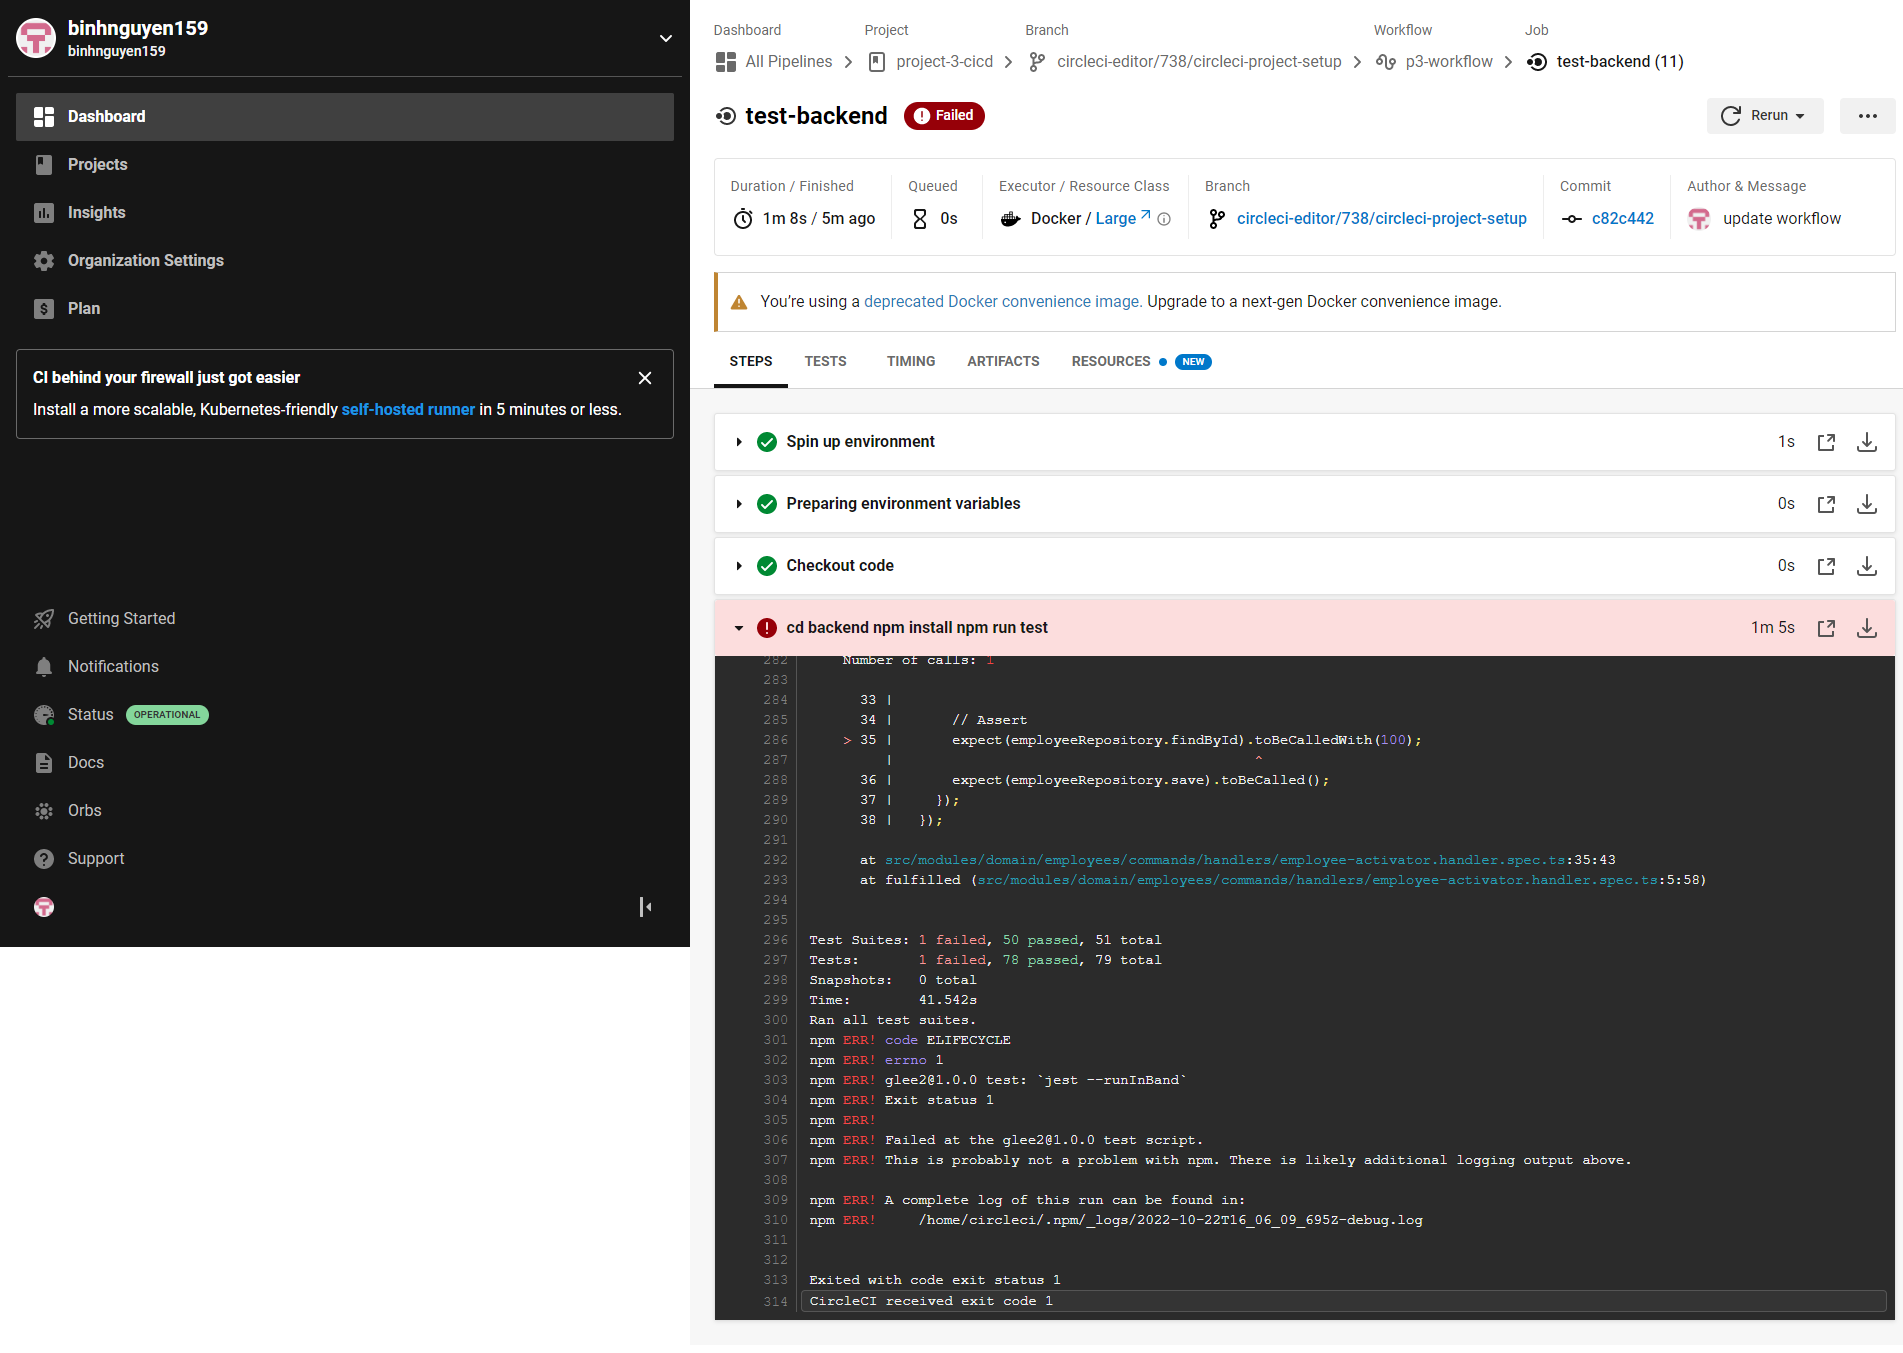 binhnguyen159
binhnguyen159
Dashboard
Projects
Insights
Organization Settings
Plan
CI behind your firewall just got easier
Install a more scalable, Kubernetes-friendly self-hosted runner in 5 minutes or less.
Getting Started
Notifications
Status OPERATIONAL
Docs
Orbs
Support
Dashboard Project Branch Workflow Job
All Pipelines project-3-cicd circleci-editor/738/circleci-project-setup p3-workflow test-backend (11)
test-backend Failed Rerun
Duration / Finished Queued Executor / Resource Class Branch Commit Author & Message
1m 8s / 5m ago 0s Docker / Large circleci-editor/738/circleci-project-setup c82c442 update workflow
You're using a deprecated Docker convenience image. Upgrade to a next-gen Docker convenience image.
STEPS TESTS TIMING ARTIFACTS RESOURCES NEW
Spin up environment 1s
Preparing environment variables 0s
Checkout code 0s
cd backend npm install npm run test 1m 5s
282 Number of calls: 1
283
284 33 |
285 34 | // Assert
286 > 35 | expect(employeeRepository.findById).toBeCalledWith(100);
287 | ^
288 36 | expect(employeeRepository.save).toBeCalled();
289 37 | });
290 38 | });
291
292 at src/modules/domain/employees/commands/handlers/employee-activator.handler.spec.ts:35:43
293 at fulfilled (src/modules/domain/employees/commands/handlers/employee-activator.handler.spec.ts:5:58)
294
295
296 Test Suites: 1 failed, 50 passed, 51 total
297 Tests: 1 failed, 78 passed, 79 total
298 Snapshots: 0 total
299 Time: 41.542s
300 Ran all test suites.
301 npm ERR! code ELIFECYCLE
302 npm ERR! errno 1
303 npm ERR! glee2@1.0.0 test: `jest --runInBand`
304 npm ERR! Exit status 1
305 npm ERR!
306 npm ERR! Failed at the glee2@1.0.0 test script.
307 npm ERR! This is probably not a problem with npm. There is likely additional logging output above.
308
309 npm ERR! A complete log of this run can be found in:
310 npm ERR! /home/circleci/.npm/_logs/2022-10-22T16_06_09_695Z-debug.log
311
312
313 Exited with code exit status 1
314 CircleCI received exit code 1